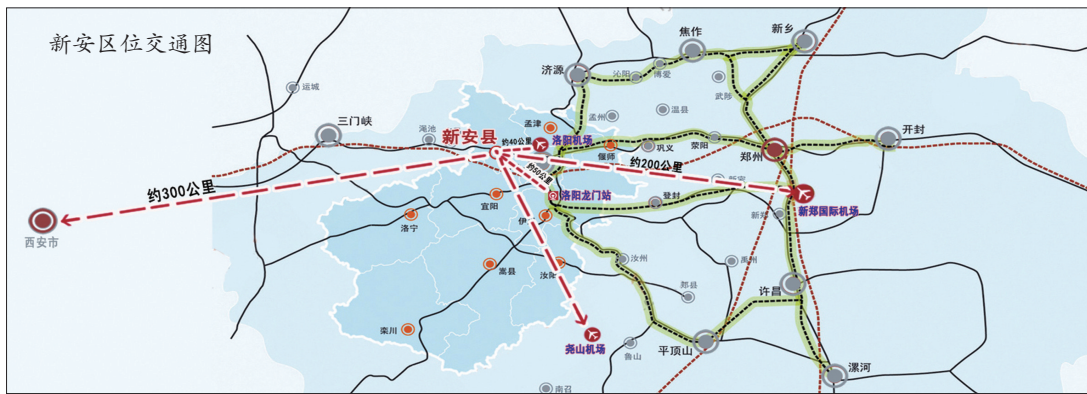 新安区位交通图
焦作
新乡
济源
沁阳
博爱
武陟
运城
孟州
温县
三门峡
渑池
新安县
孟津
约40公里
洛阳机场
偃师
巩义
荥阳
郑州
开封
约50公里
约200公里
约300公里
西安市
宜阳
洛阳龙门站
登封
新密
新郑
新郑国际机场
洛宁
伊
嵩县
汝阳
汝州
禹州
郏县
许昌
栾川
尧山机场
鲁山
平顶山
漯河
南召